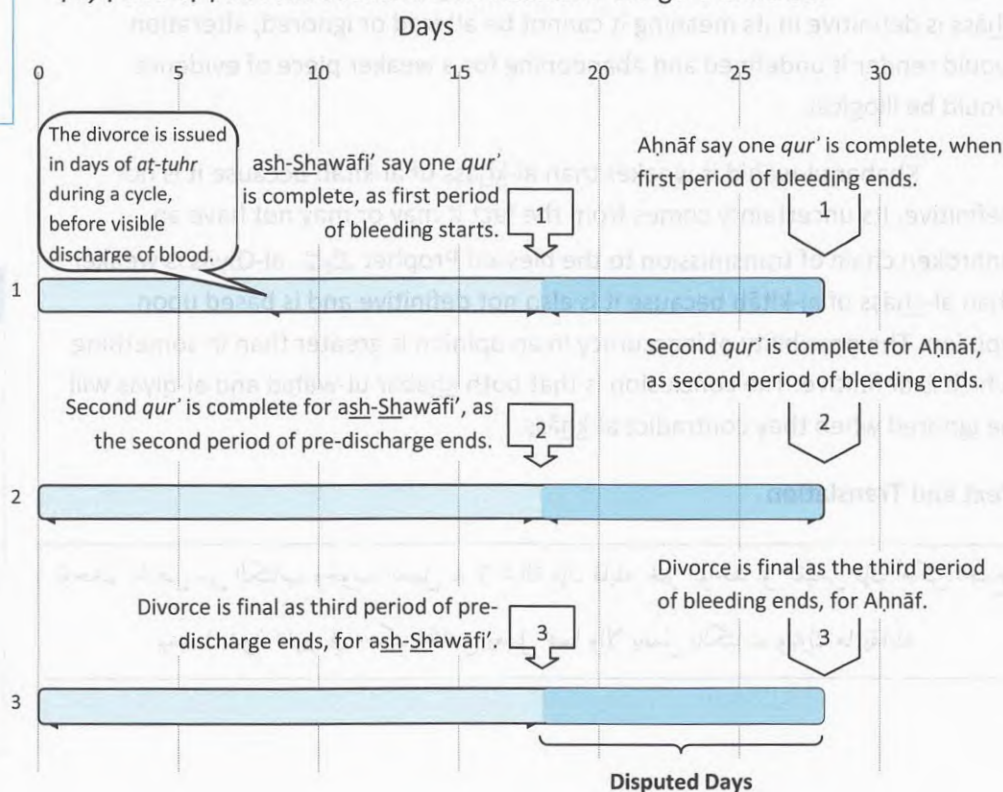 Days
0 5 10 15 20 25 30
The divorce is issued
in days of aṭ-ṭuhr
during a cycle,
before visible
discharge of blood.
ash-Shawāfi’ say one qur’
is complete, as first period
of bleeding starts.
1
Aḥnāf say one qur’ is complete, when
first period of bleeding ends.
1
1
Second qur’ is complete for ash-Shawāfi’, as
the second period of pre-discharge ends.
2
Second qur’ is complete for Aḥnāf,
as second period of bleeding ends.
2
2
Divorce is final as third period of pre-
discharge ends, for ash-Shawāfi’.
3
Divorce is final as the third period
of bleeding ends, for Aḥnāf.
3
3
Disputed Days